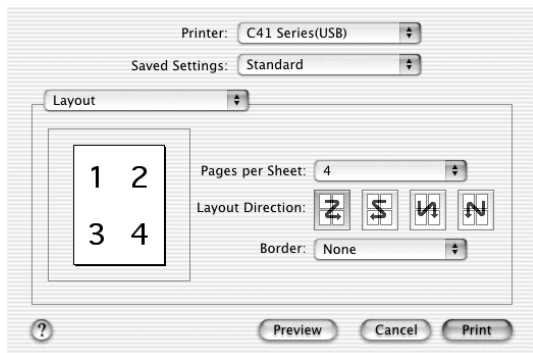 Printer: C41 Series(USB)
Saved Settings: Standard
Layout
1 2
3 4
Pages per Sheet: 4
Layout Direction:
Border: None
? Preview Cancel Print